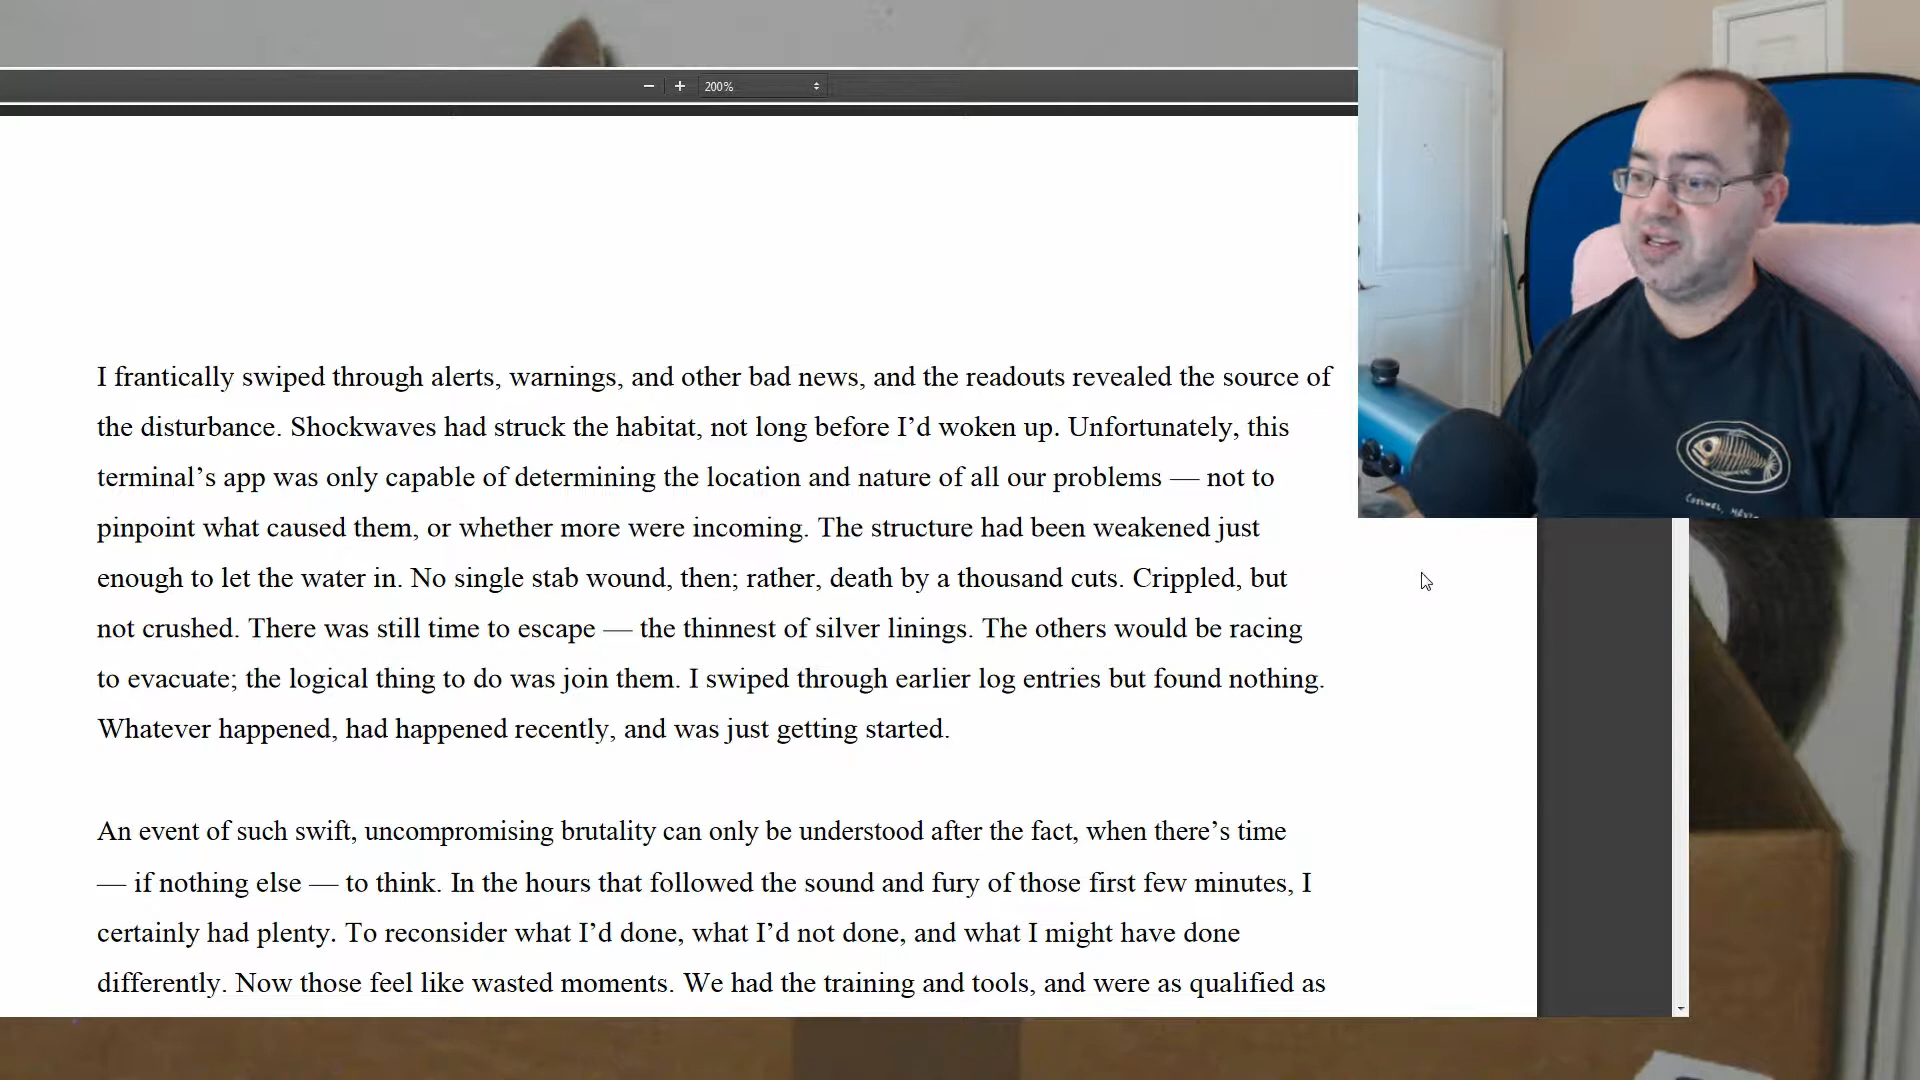 200%
I frantically swiped through alerts, warnings, and other bad news, and the readouts revealed the source of
the disturbance. Shockwaves had struck the habitat, not long before I’d woken up. Unfortunately, this
terminal’s app was only capable of determining the location and nature of all our problems — not to
pinpoint what caused them, or whether more were incoming. The structure had been weakened just
enough to let the water in. No single stab wound, then; rather, death by a thousand cuts. Crippled, but
not crushed. There was still time to escape — the thinnest of silver linings. The others would be racing
to evacuate; the logical thing to do was join them. I swiped through earlier log entries but found nothing.
Whatever happened, had happened recently, and was just getting started.
An event of such swift, uncompromising brutality can only be understood after the fact, when there’s time
— if nothing else — to think. In the hours that followed the sound and fury of those first few minutes, I
certainly had plenty. To reconsider what I’d done, what I’d not done, and what I might have done
differently. Now those feel like wasted moments. We had the training and tools, and were as qualified as